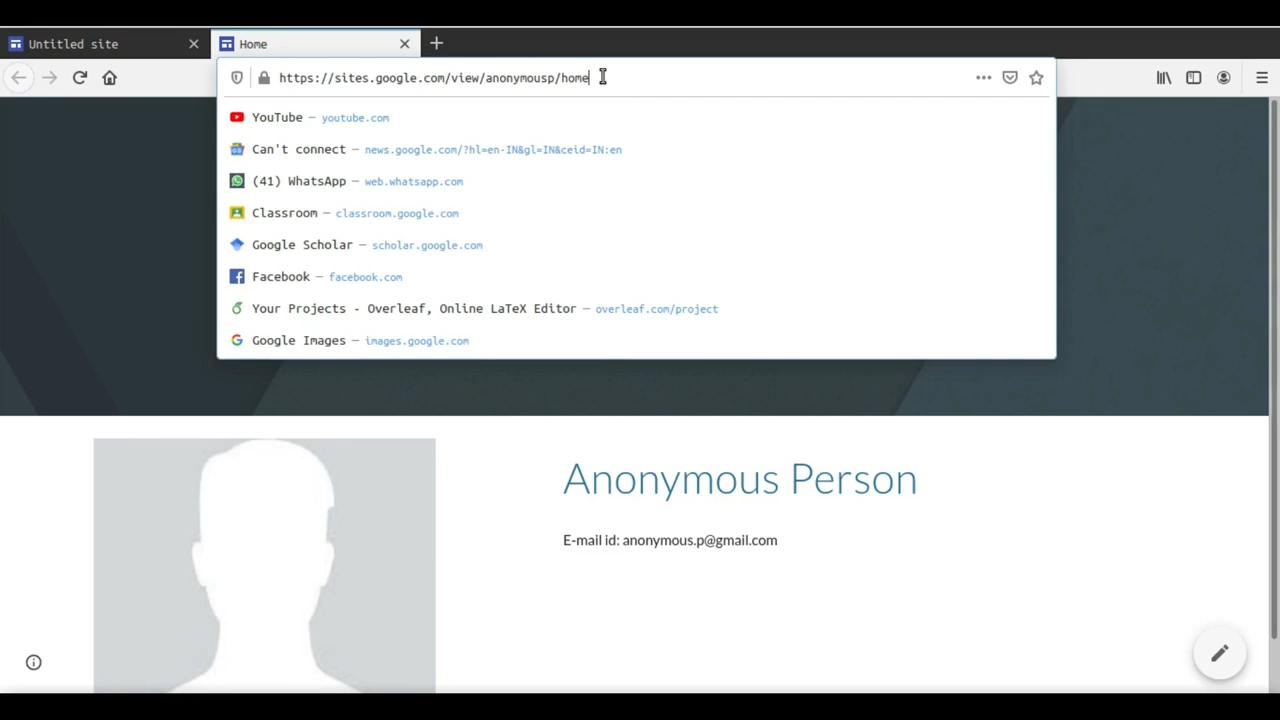 Untitled site
Home
https://sites.google.com/view/anonymousp/home
YouTube — youtube.com
Can't connect — news.google.com/?hl=en-IN&gl=IN&ceid=IN:en
(41) WhatsApp — web.whatsapp.com
Classroom — classroom.google.com
Google Scholar — scholar.google.com
Facebook — facebook.com
Your Projects - Overleaf, Online LaTeX Editor — overleaf.com/project
Google Images — images.google.com
Anonymous Person
E-mail id: anonymous.p@gmail.com